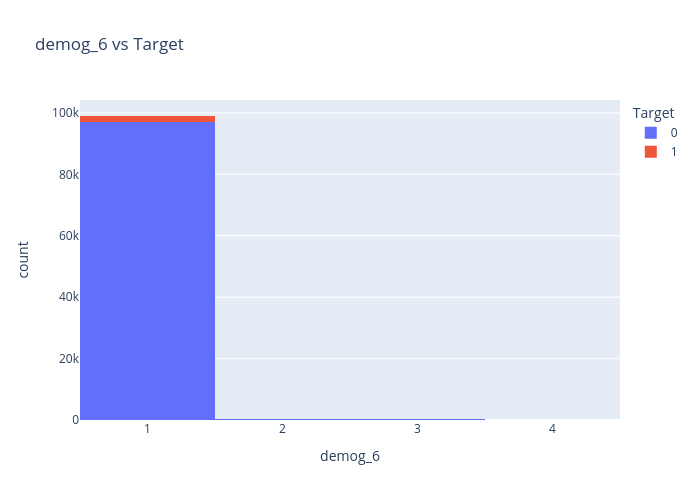 demog_6 vs Target
100k
80k
60k
40k
20k
0
count
1 2 3 4
demog_6
Target
0
1